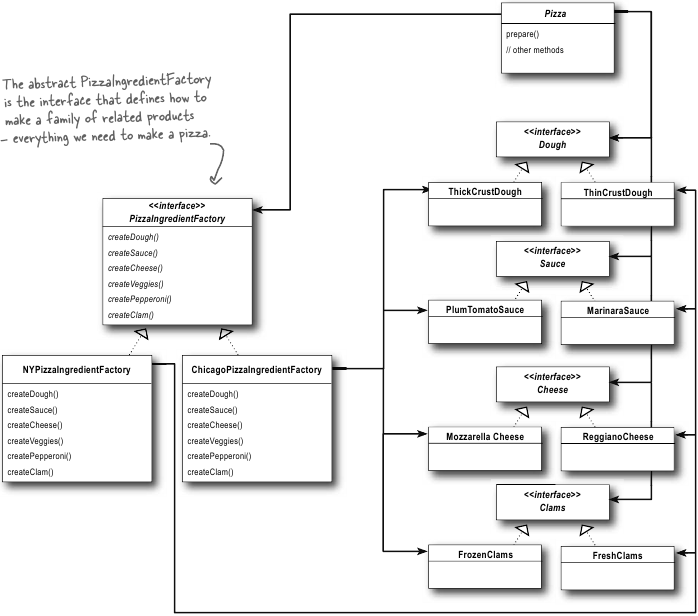 Pizza
prepare()
// other methods
The abstract PizzaIngredientFactory
is the interface that defines how to
make a family of related products
– everything we need to make a pizza.
<<interface>>
Dough
ThickCrustDough
ThinCrustDough
<<interface>>
PizzaIngredientFactory
createDough()
createSauce()
createCheese()
createVeggies()
createPepperoni()
createClam()
<<interface>>
Sauce
PlumTomatoSauce
MarinaraSauce
NYPizzaIngredientFactory
createDough()
createSauce()
createCheese()
createVeggies()
createPepperoni()
createClam()
ChicagoPizzaIngredientFactory
createDough()
createSauce()
createCheese()
createVeggies()
createPepperoni()
createClam()
<<interface>>
Cheese
Mozzarella Cheese
ReggianoCheese
<<interface>>
Clams
FrozenClams
FreshClams